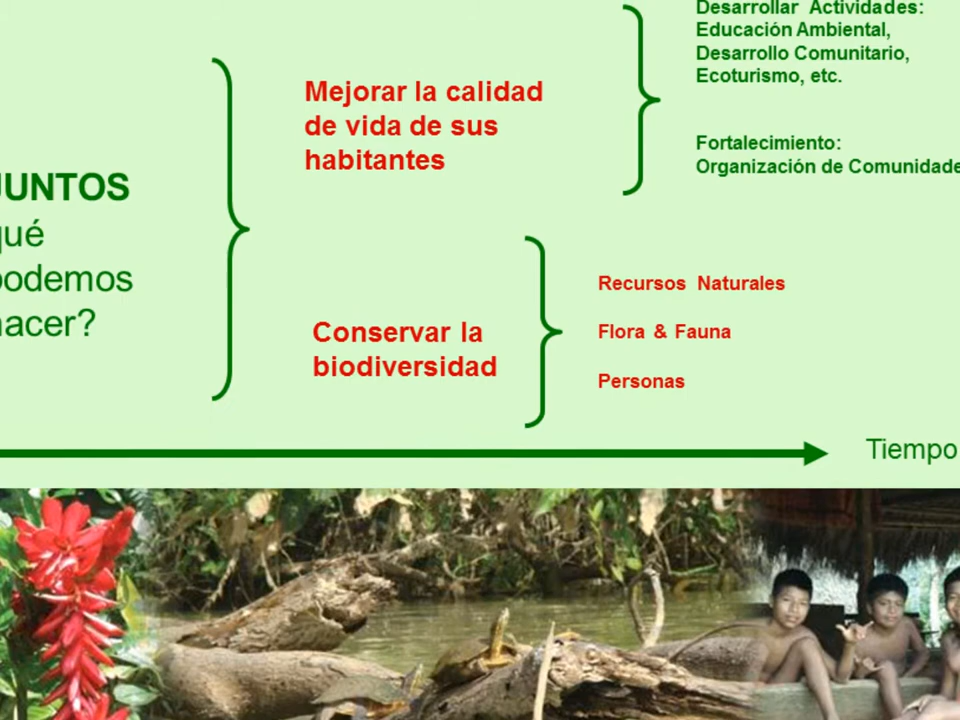 JUNTOS
qué
podemos
hacer?
Mejorar la calidad
de vida de sus
habitantes
Desarrollar Actividades:
Educación Ambiental,
Desarrollo Comunitario,
Ecoturismo, etc.
Fortalecimiento:
Organización de Comunidade
Conservar la
biodiversidad
Recursos Naturales
Flora & Fauna
Personas
Tiempo